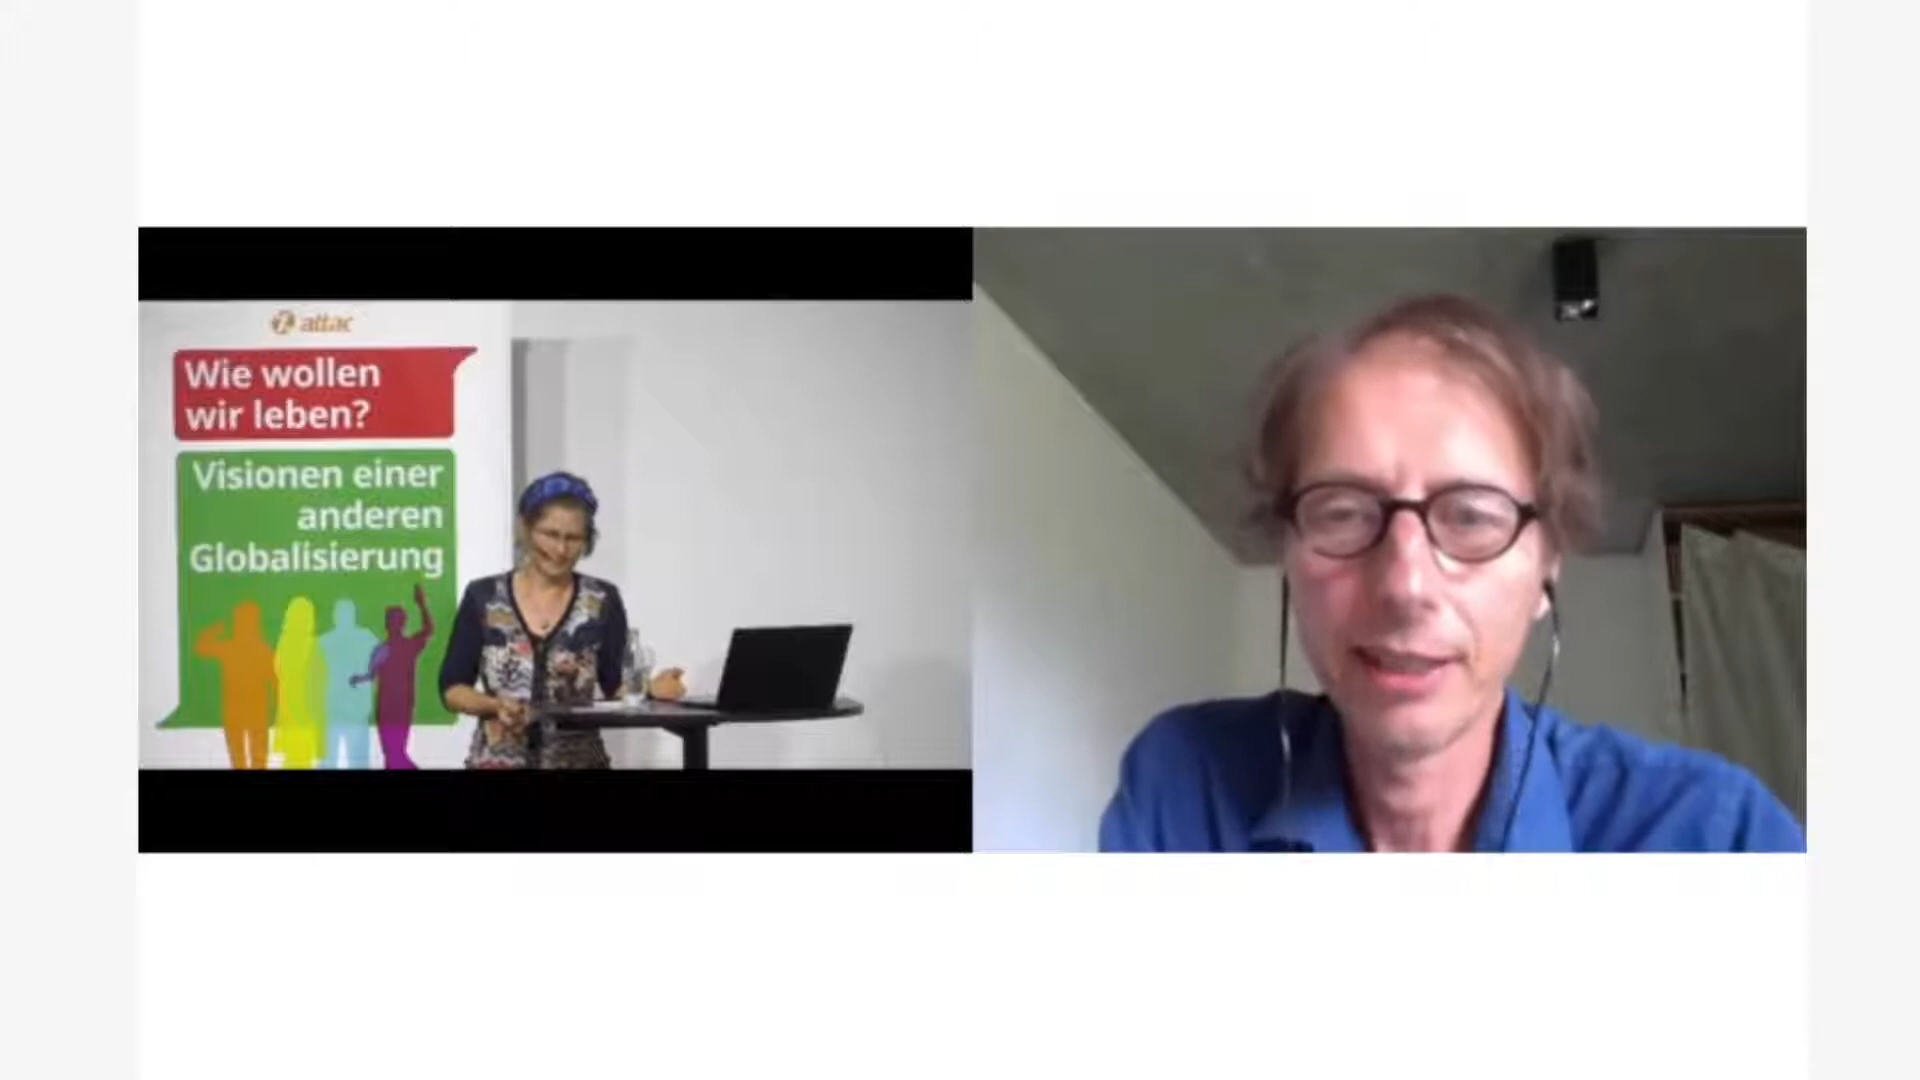 attac
Wie wollen
wir leben?
Visionen einer
anderen
Globalisierung